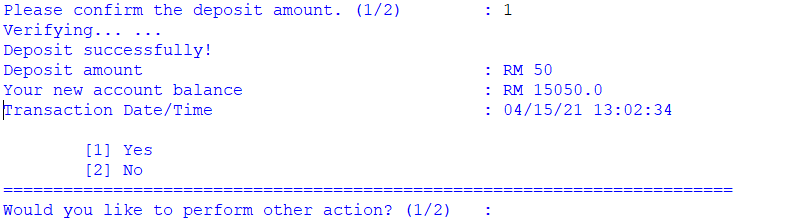 Please confirm the deposit amount. (1/2) : 1
Verifying... ...
Deposit successfully!
Deposit amount : RM 50
Your new account balance : RM 15050.0
Transaction Date/Time : 04/15/21 13:02:34
[1] Yes
[2] No
=========================================================================
Would you like to perform other action? (1/2) :